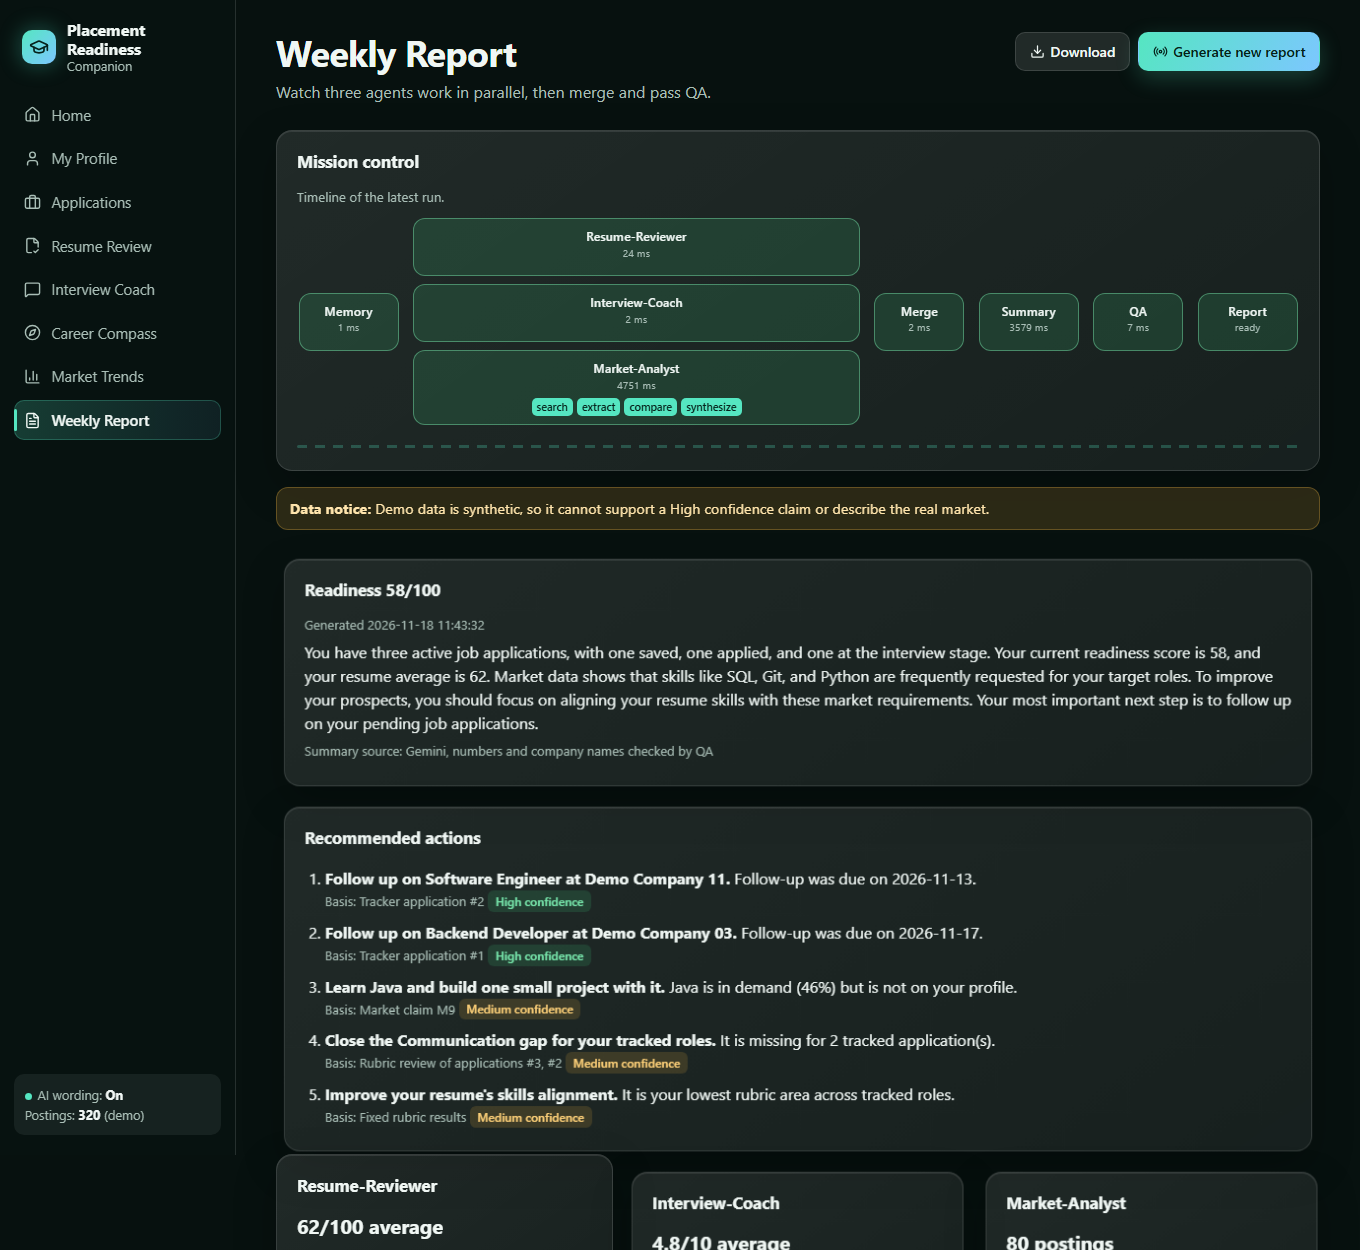 Placement
Readiness
Companion
Home
My Profile
Applications
Resume Review
Interview Coach
Career Compass
Market Trends
Weekly Report
AI wording: On
Postings: 320 (demo)
Weekly Report
Watch three agents work in parallel, then merge and pass QA.
Download
Generate new report
Mission control
Timeline of the latest run.
Memory
1 ms
Resume-Reviewer
24 ms
Interview-Coach
2 ms
Market-Analyst
4751 ms
search extract compare synthesize
Merge
2 ms
Summary
3579 ms
QA
7 ms
Report
ready
Data notice: Demo data is synthetic, so it cannot support a High confidence claim or describe the real market.
Readiness 58/100
Generated 2026-11-18 11:43:32
You have three active job applications, with one saved, one applied, and one at the interview stage. Your current readiness score is 58, and
your resume average is 62. Market data shows that skills like SQL, Git, and Python are frequently requested for your target roles. To improve
your prospects, you should focus on aligning your resume skills with these market requirements. Your most important next step is to follow up
on your pending job applications.
Summary source: Gemini, numbers and company names checked by QA
Recommended actions
1. Follow up on Software Engineer at Demo Company 11. Follow-up was due on 2026-11-13.
Basis: Tracker application #2 High confidence
2. Follow up on Backend Developer at Demo Company 03. Follow-up was due on 2026-11-17.
Basis: Tracker application #1 High confidence
3. Learn Java and build one small project with it. Java is in demand (46%) but is not on your profile.
Basis: Market claim M9 Medium confidence
4. Close the Communication gap for your tracked roles. It is missing for 2 tracked application(s).
Basis: Rubric review of applications #3, #2 Medium confidence
5. Improve your resume's skills alignment. It is your lowest rubric area across tracked roles.
Basis: Fixed rubric results Medium confidence
Resume-Reviewer
62/100 average
Interview-Coach
4.8/10 average
Market-Analyst
80 postings